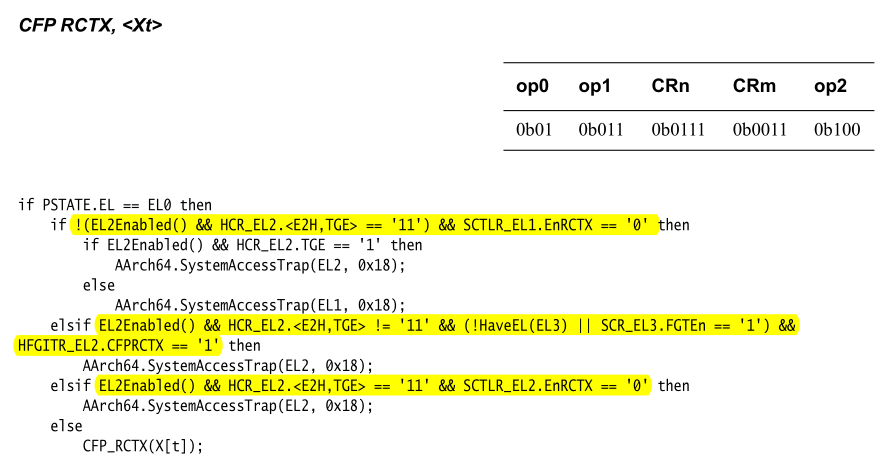 CFP RCTX, <Xt>
op0 op1 CRn CRm op2
0b01 0b011 0b0111 0b0011 0b100
if PSTATE.EL == EL0 then
if !(EL2Enabled() && HCR_EL2.<E2H,TGE> == '11') && SCTLR_EL1.EnRCTX == '0' then
if EL2Enabled() && HCR_EL2.TGE == '1' then
AArch64.SystemAccessTrap(EL2, 0x18);
else
AArch64.SystemAccessTrap(EL1, 0x18);
elsif EL2Enabled() && HCR_EL2.<E2H,TGE> != '11' && (!HaveEL(EL3) || SCR_EL3.FGTEn == '1') &&
HFGITR_EL2.CFPRCTX == '1' then
AArch64.SystemAccessTrap(EL2, 0x18);
elsif EL2Enabled() && HCR_EL2.<E2H,TGE> == '11' && SCTLR_EL2.EnRCTX == '0' then
AArch64.SystemAccessTrap(EL2, 0x18);
else
CFP_RCTX(X[t]);